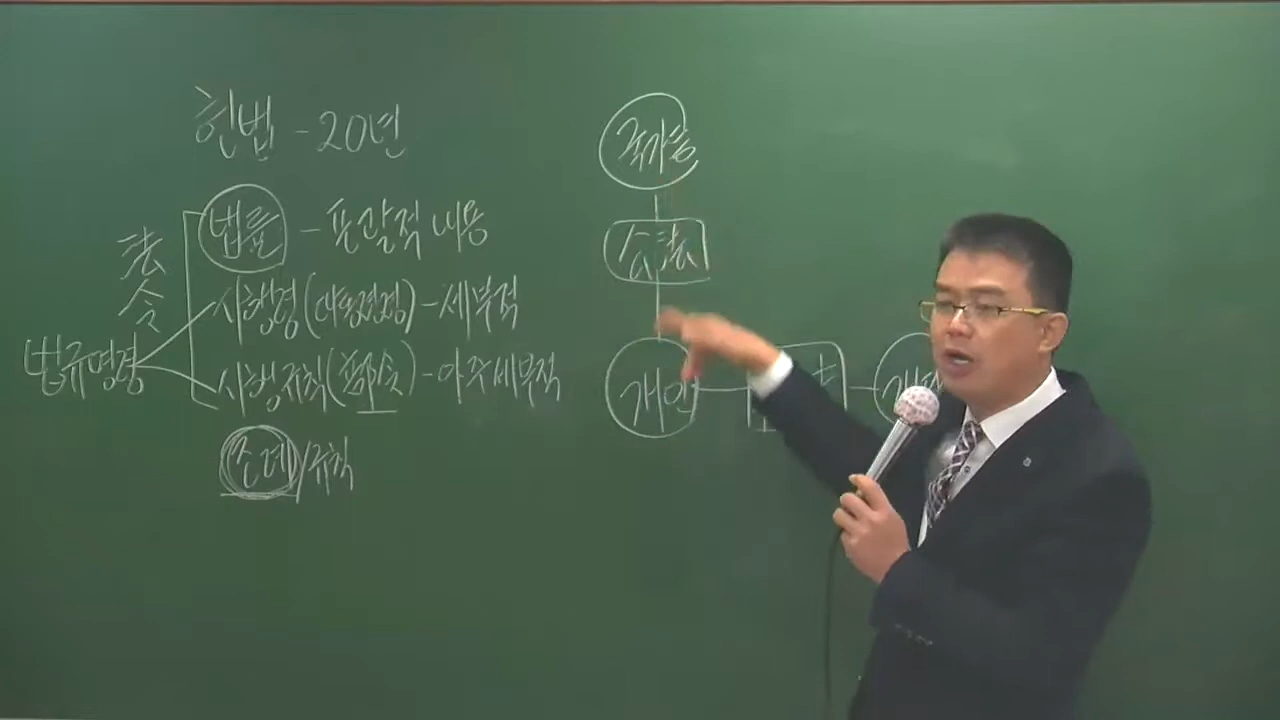 헌법 - 20년
법률 - 포괄적 내용
法
令
시행령(대통령령) - 세부적
법규명령
시행규칙(        ) - 아주 세부적
조례/규칙
국가등
公法
개인